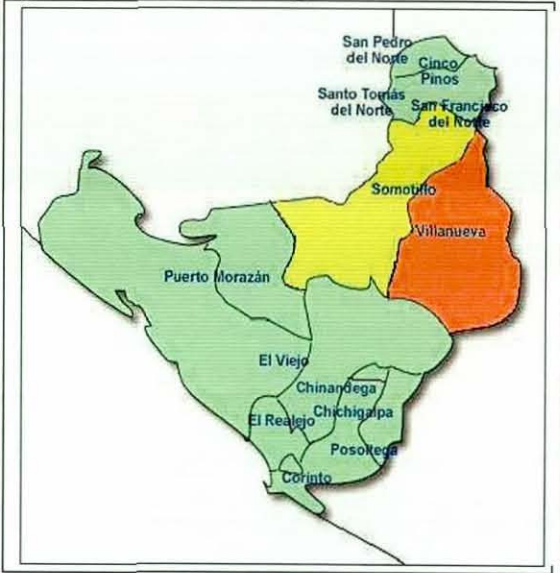 San Pedro
del Norte
Cinco
Pinos
Santo Tomás
del Norte
San Francisco
del Norte
Somotillo
Villanueva
Puerto Morazán
El Viejo
Chinandega
Chichigalpa
El Realejo
Posoltega
Corinto